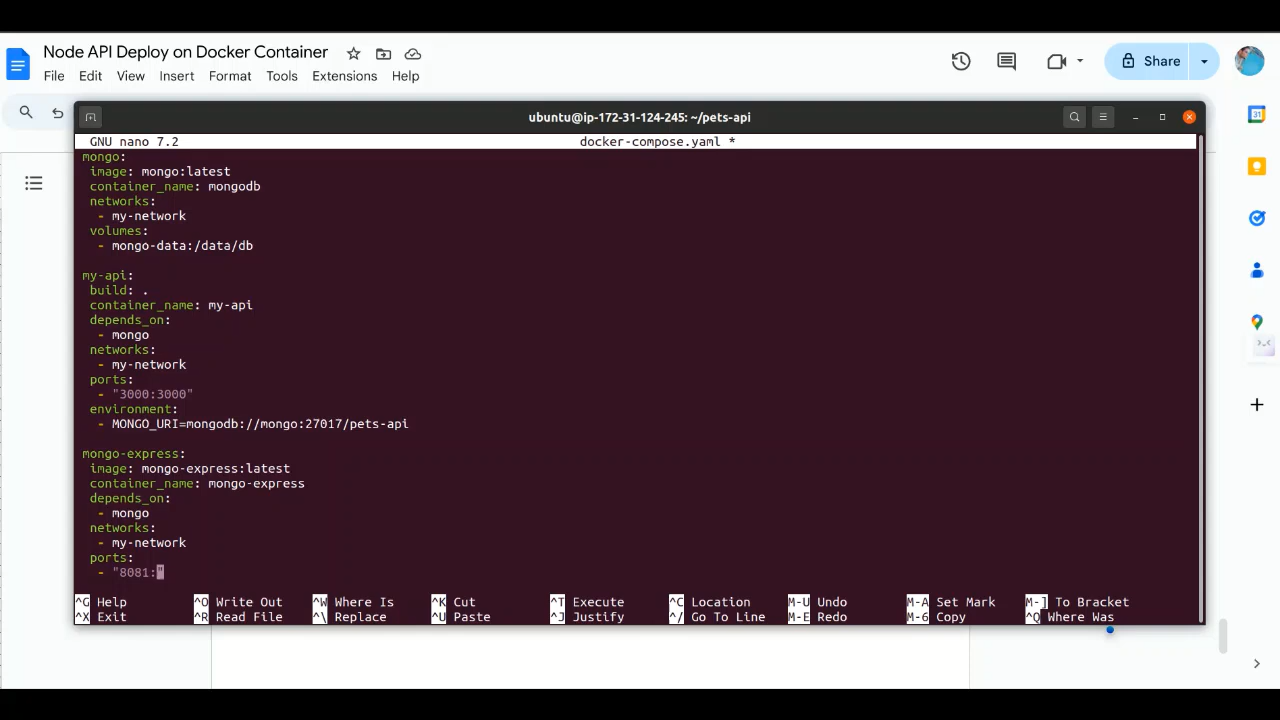 Node API Deploy on Docker Container
File Edit View Insert Format Tools Extensions Help
Share
31
ubuntu@ip-172-31-124-245: ~/pets-api
GNU nano 7.2 docker-compose.yaml *
mongo:
image: mongo:latest
container_name: mongodb
networks:
- my-network
volumes:
- mongo-data:/data/db
my-api:
build: .
container_name: my-api
depends_on:
- mongo
networks:
- my-network
ports:
- "3000:3000"
environment:
- MONGO_URI=mongodb://mongo:27017/pets-api
mongo-express:
image: mongo-express:latest
container_name: mongo-express
depends_on:
- mongo
networks:
- my-network
ports:
- "8081:"
^G Help ^O Write Out ^W Where Is ^K Cut ^T Execute ^C Location M-U Undo M-A Set Mark M-] To Bracket
^X Exit ^R Read File ^\ Replace ^U Paste ^J Justify ^/ Go To Line M-E Redo M-6 Copy ^Q Where Was